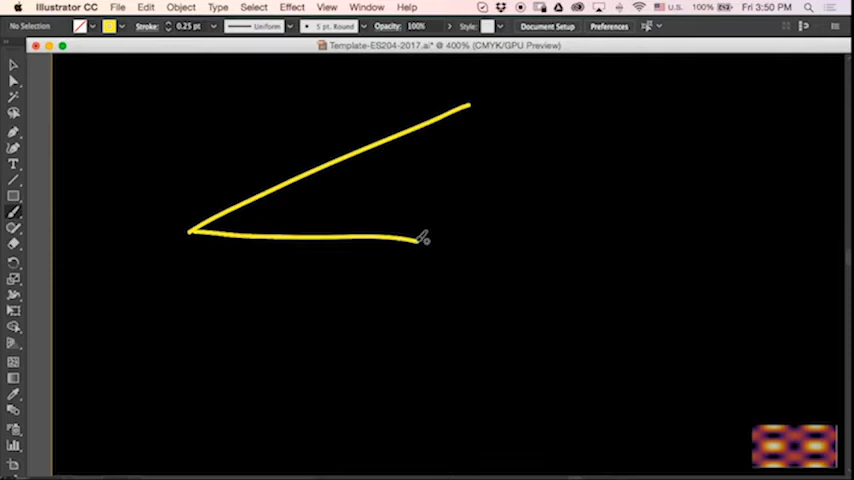 Illustrator CC File Edit Object Type Select Effect View Window Help U.S. 100% Fri 3:50 PM
No Selection Stroke: 0.25 pt Uniform 5 pt. Round Opacity: 100% Style: Document Setup Preferences
Template-ES204-2017.ai* @ 400% (CMYK/GPU Preview)
T